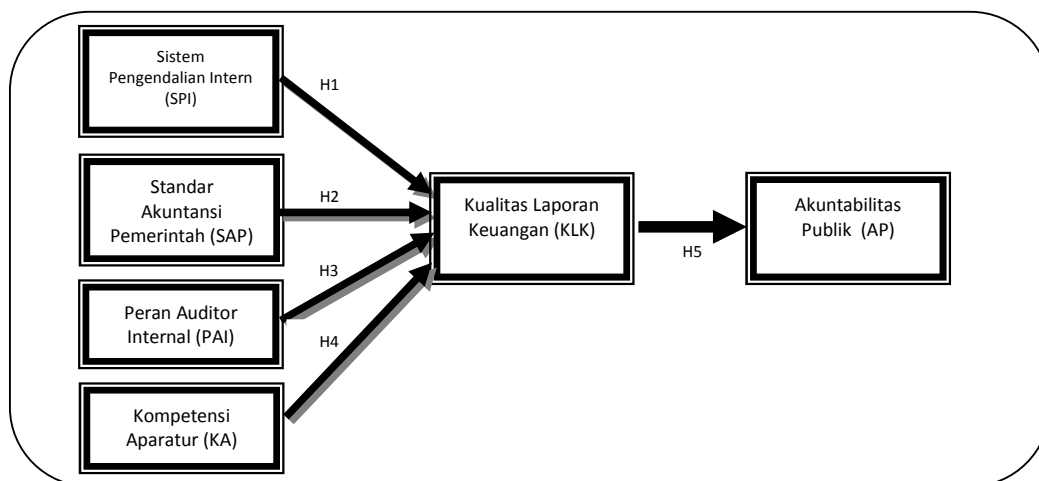 Sistem
Pengendalian Intern
(SPI)
H1
Standar
Akuntansi
Pemerintah (SAP)
H2
Peran Auditor
Internal (PAI)
H3
Kompetensi
Aparatur (KA)
H4
Kualitas Laporan
Keuangan (KLK)
H5
Akuntabilitas
Publik (AP)